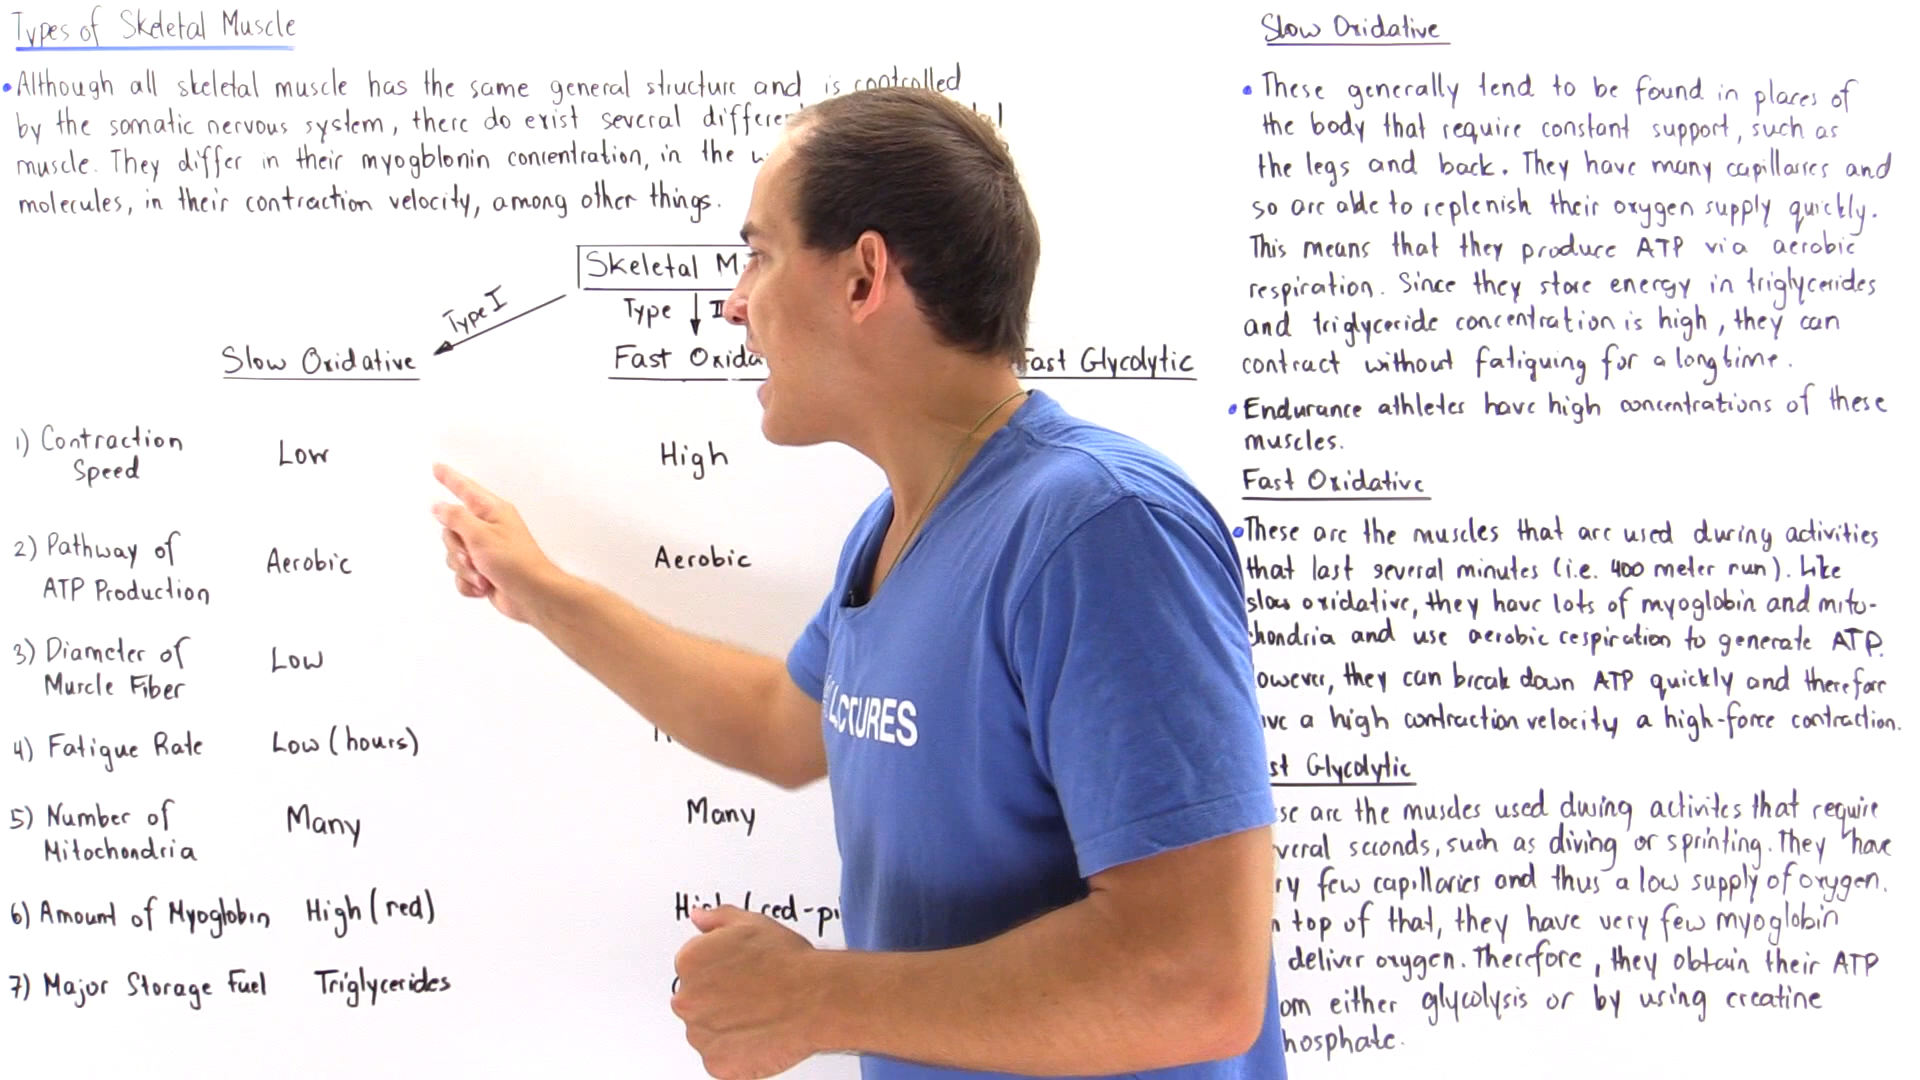 Types of Skeletal Muscle
•Although all skeletal muscle has the same general structure and is controlled
by the somatic nervous system, there do exist several
muscle. They differ in their myogblonin concentration, in the
molecules, in their contraction velocity, among other things.
Skeletal
Type I
Type II
Slow Oxidative
Fast
Fast Glycolytic
1) Contraction Speed
Low
High
2) Pathway of ATP Production
Aerobic
Aerobic
3) Diameter of Muscle Fiber
Low
4) Fatigue Rate
Low (hours)
5) Number of Mitochondria
Many
Many
6) Amount of Myoglobin
High (red)
7) Major Storage Fuel
Triglycerides
LECTURES
Slow Oxidative
• These generally tend to be found in places of
the body that require constant support, such as
the legs and back. They have many capillaries and
so are able to replenish their oxygen supply quickly.
This means that they produce ATP via aerobic
respiration. Since they store energy in triglycerides
and triglyceride concentration is high, they can
contract without fatiguing for a long time.
• Endurance athletes have high concentrations of these
muscles.
Fast Oxidative
•These are the muscles that are used during activities
that last several minutes (i.e. 400 meter run). Like
slow oxidative, they have lots of myoglobin and mito-
chondria and use aerobic respiration to generate ATP.
However, they can break down ATP quickly and therefore
a high contraction velocity a high-force contraction.
Glycolytic
are the muscles used during activites that require
seconds, such as diving or sprinting. They have
few capillaries and thus a low supply of oxygen.
top of that, they have very few myoglobin
deliver oxygen. Therefore, they obtain their ATP
either glycolysis or by using creatine
phosphate.